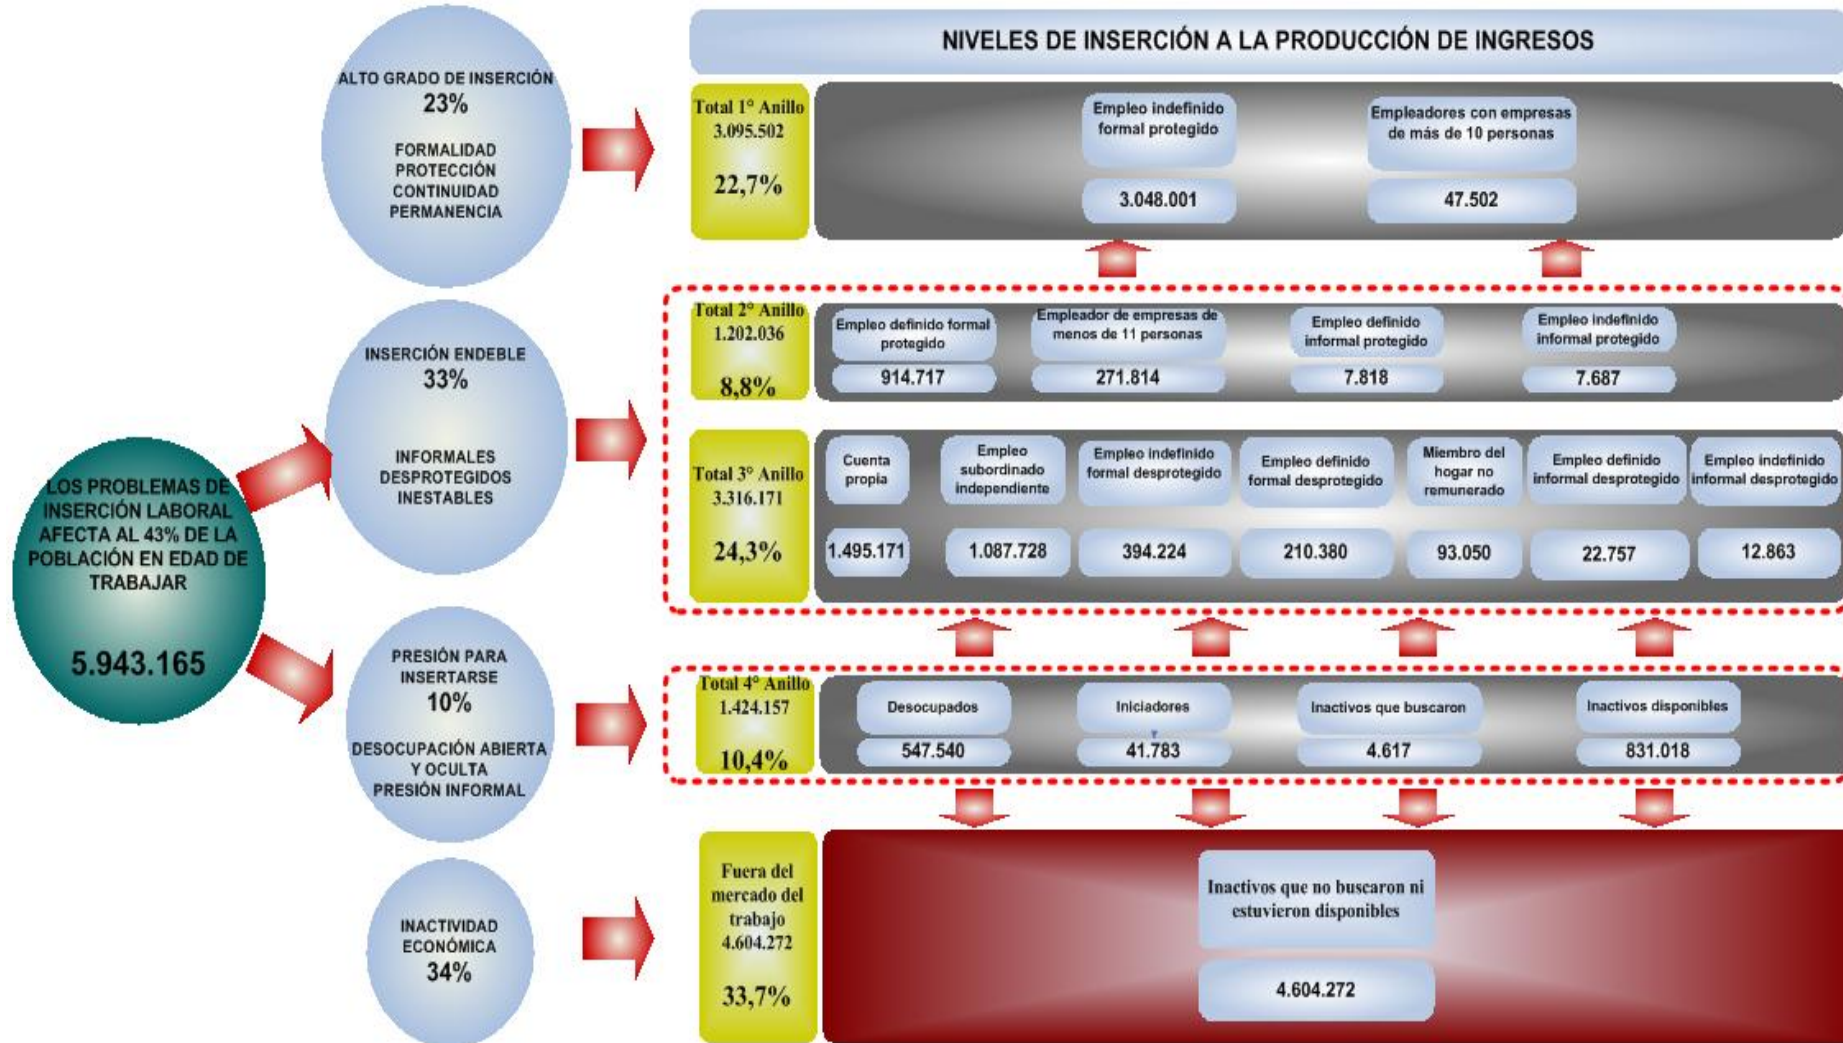 NIVELES DE INSERCIÓN A LA PRODUCCIÓN DE INGRESOS
ALTO GRADO DE INSERCIÓN
23%
FORMALIDAD
PROTECCIÓN
CONTINUIDAD
PERMANENCIA
Total 1° Anillo
3.095.502
22,7%
Empleo indefinido
formal protegido
3.048.001
Empleadores con empresas
de más de 10 personas
47.502
INSERCIÓN ENDEBLE
33%
INFORMALES
DESPROTEGIDOS
INESTABLES
Total 2° Anillo
1.202.036
8,8%
Empleo definido formal
protegido
914.717
Empleador de empresas de
menos de 11 personas
271.814
Empleo definido
informal protegido
7.818
Empleo indefinido
informal protegido
7.687
Total 3° Anillo
3.316.171
24,3%
Cuenta
propia
1.495.171
Empleo
subordinado
independiente
1.087.728
Empleo indefinido
formal desprotegido
394.224
Empleo definido
formal desprotegido
210.380
Miembro del
hogar no
remunerado
93.050
Empleo definido
informal desprotegido
22.757
Empleo indefinido
informal desprotegido
12.863
LOS PROBLEMAS DE
INSERCIÓN LABORAL
AFECTA AL 43% DE LA
POBLACIÓN EN EDAD DE
TRABAJAR
5.943.165
PRESIÓN PARA
INSERTARSE
10%
DESOCUPACIÓN ABIERTA
Y OCULTA
PRESIÓN INFORMAL
Total 4° Anillo
1.424.157
10,4%
Desocupados
547.540
Iniciadores
41.783
Inactivos que buscaron
4.617
Inactivos disponibles
831.018
INACTIVIDAD
ECONÓMICA
34%
Fuera del
mercado del
trabajo
4.604.272
33,7%
Inactivos que no buscaron ni
estuvieron disponibles
4.604.272